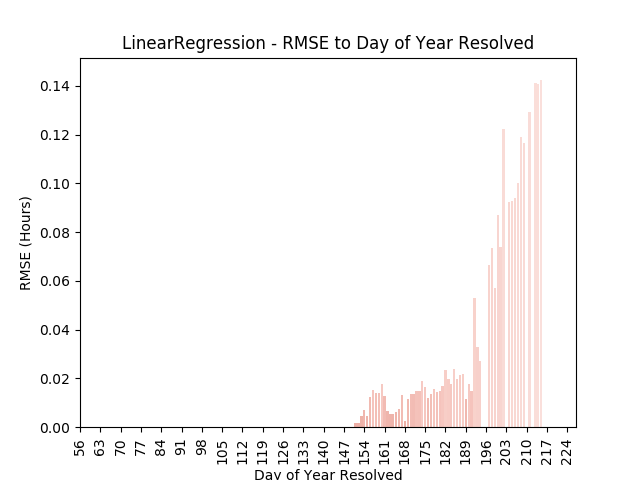 LinearRegression - RMSE to Day of Year Resolved
0.14
0.12
0.10
0.08
0.06
0.04
0.02
0.00
RMSE (Hours)
56 63 70 77 84 91 98 105 112 119 126 133 140 147 154 161 168 175 182 189 196 203 210 217 224
Day of Year Resolved